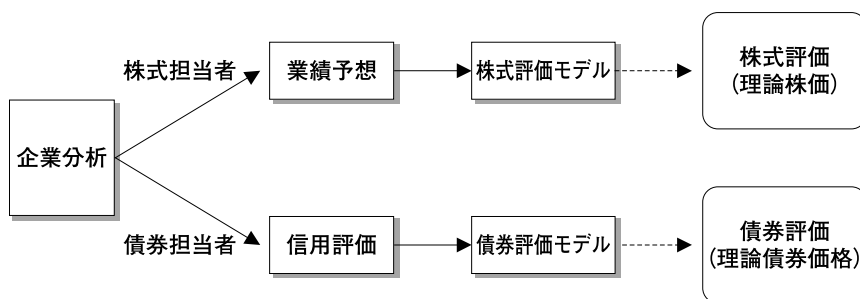 株式担当者
業績予想
株式評価モデル
株式評価
(理論株価)
企業分析
債券担当者
信用評価
債券評価モデル
債券評価
(理論債券価格)